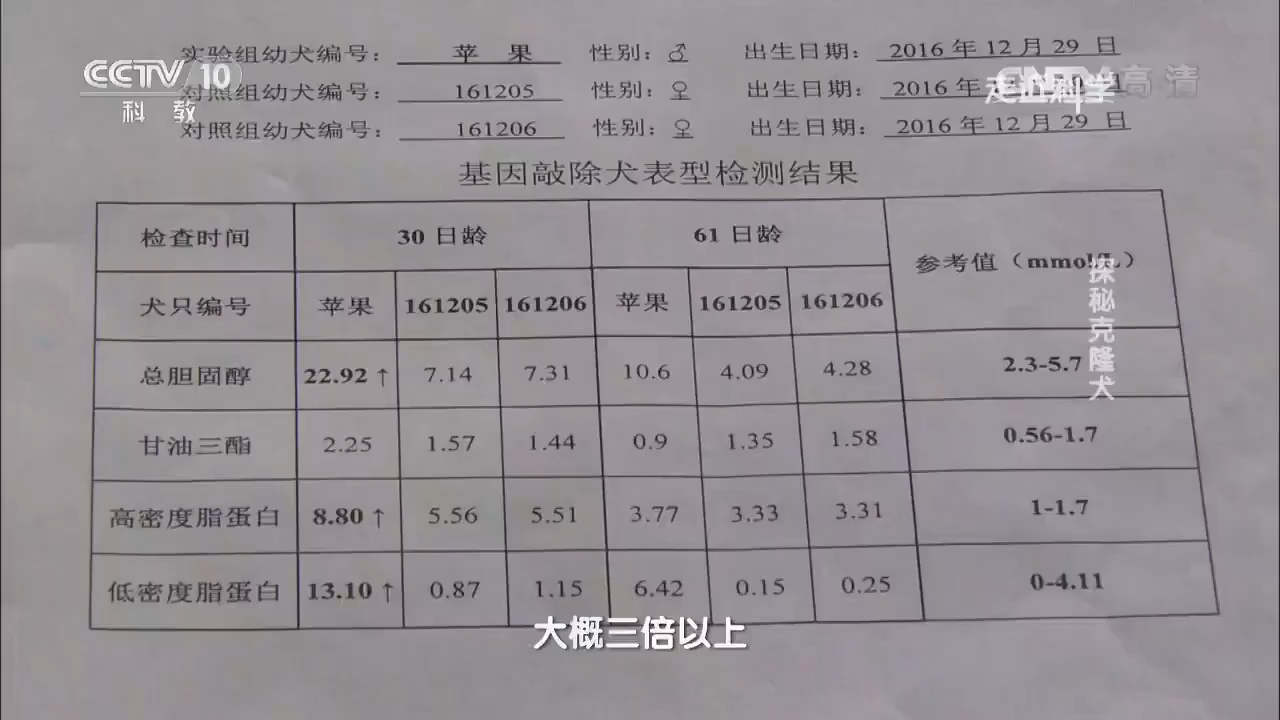 实验组幼犬编号: 苹 果 性别: ♂ 出生日期: 2016 年 12 月 29 日
CCTV 10
科 教
对照组幼犬编号: 161205 性别: ♀ 出生日期: 2016 年 日
走近科学
高清
对照组幼犬编号: 161206 性别: ♀ 出生日期: 2016 年 12 月 29 日
基因敲除犬表型检测结果
检查时间 30 日龄 61 日龄 参考值（mmol/L）
犬只编号 苹果 161205 161206 苹果 161205 161206
总胆固醇 22.92 ↑ 7.14 7.31 10.6 4.09 4.28 2.3-5.7
甘油三酯 2.25 1.57 1.44 0.9 1.35 1.58 0.56-1.7
高密度脂蛋白 8.80 ↑ 5.56 5.51 3.77 3.33 3.31 1-1.7
低密度脂蛋白 13.10 ↑ 0.87 1.15 6.42 0.15 0.25 0-4.11
探秘克隆犬
大概三倍以上